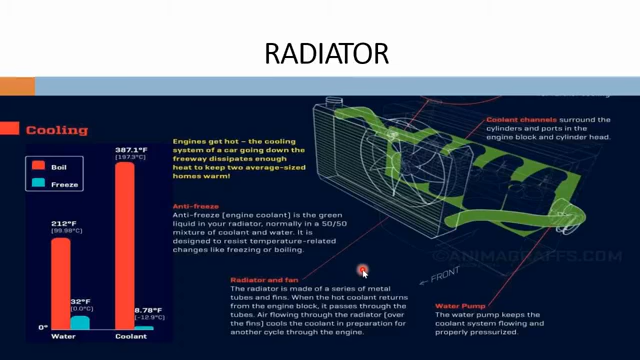 RADIATOR
Cooling
Boil
Freeze
387.1°F
(197.3°C)
212°F
(99.98°C)
32°F
(0.0°C)
8.78°F
(-12.9°C)
0°
Water
Coolant
Engines get hot – the cooling
system of a car going down the
freeway dissipates enough
heat to keep two average-sized
homes warm!
Anti-freeze
Anti-freeze (engine coolant) is the green
liquid in your radiator, normally in a 50/50
mixture of coolant and water. It is
designed to resist temperature-related
changes like freezing or boiling.
Radiator and fan
The radiator is made of a series of metal
tubes and fins. When the hot coolant returns
from the engine block, it passes through the
tubes. Air flowing through the radiator (over
the fins) cools the coolant in preparation for
another cycle through the engine.
Coolant channels surround the
cylinders and ports in the
engine block and cylinder head.
© ANIMAGRAFFS.COM
FRONT
Water Pump
The water pump keeps the
coolant system flowing and
properly pressurized.